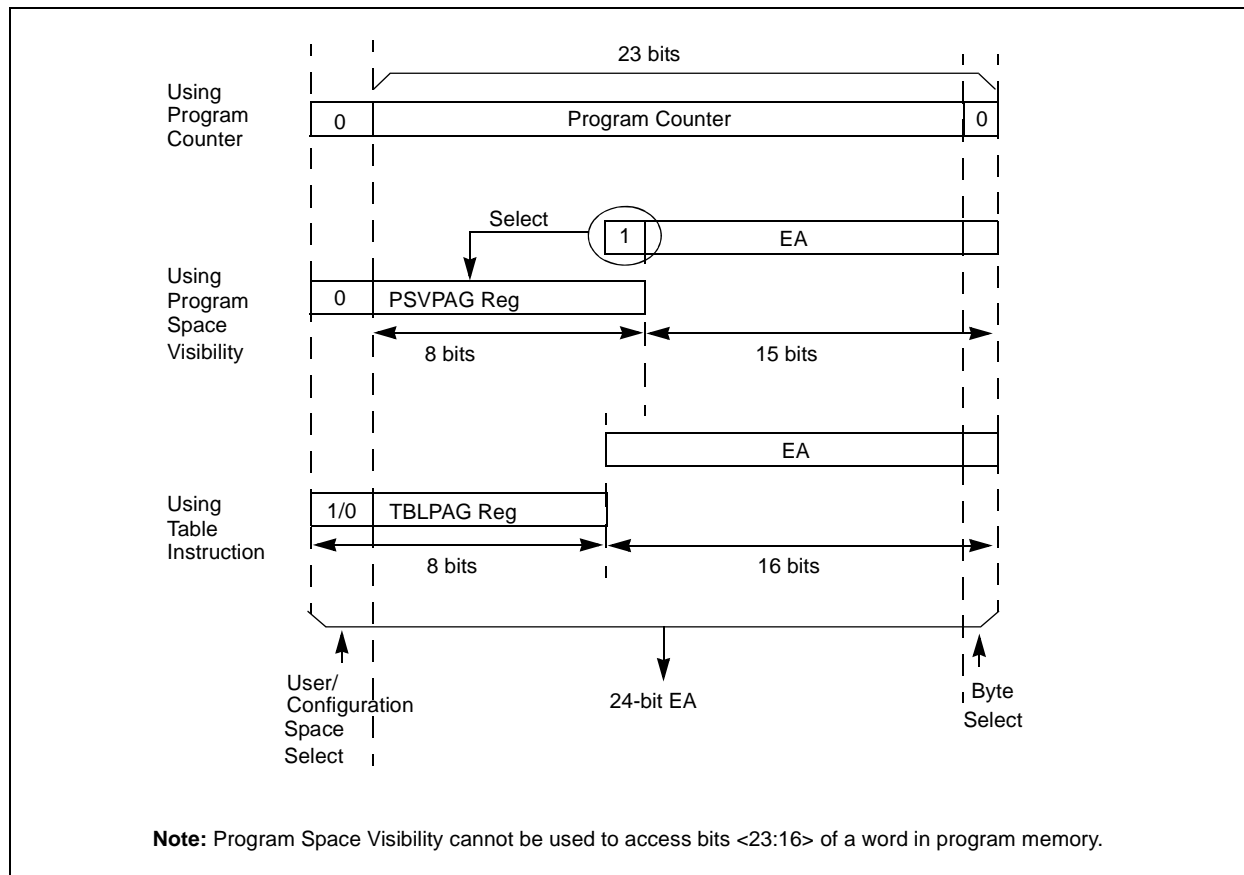 23 bits
Using
Program
Counter
0
Program Counter
0
Select
1
EA
Using
Program
Space
Visibility
0
PSVPAG Reg
8 bits
15 bits
EA
Using
Table
Instruction
1/0
TBLPAG Reg
8 bits
16 bits
User/
Configuration
Space
Select
24-bit EA
Byte
Select
Note: Program Space Visibility cannot be used to access bits <23:16> of a word in program memory.